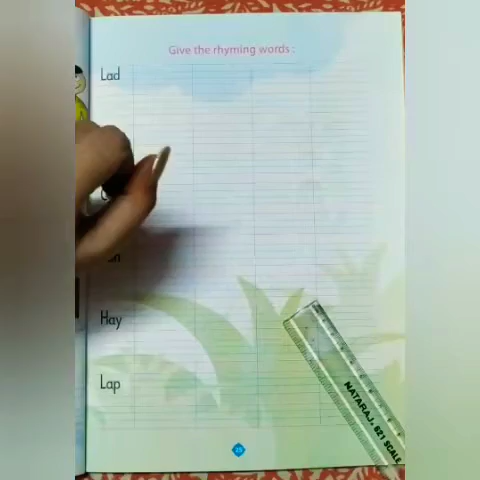 Give the rhyming words :
Lad
Hay
Lap
NATARAJ 621 SCALE